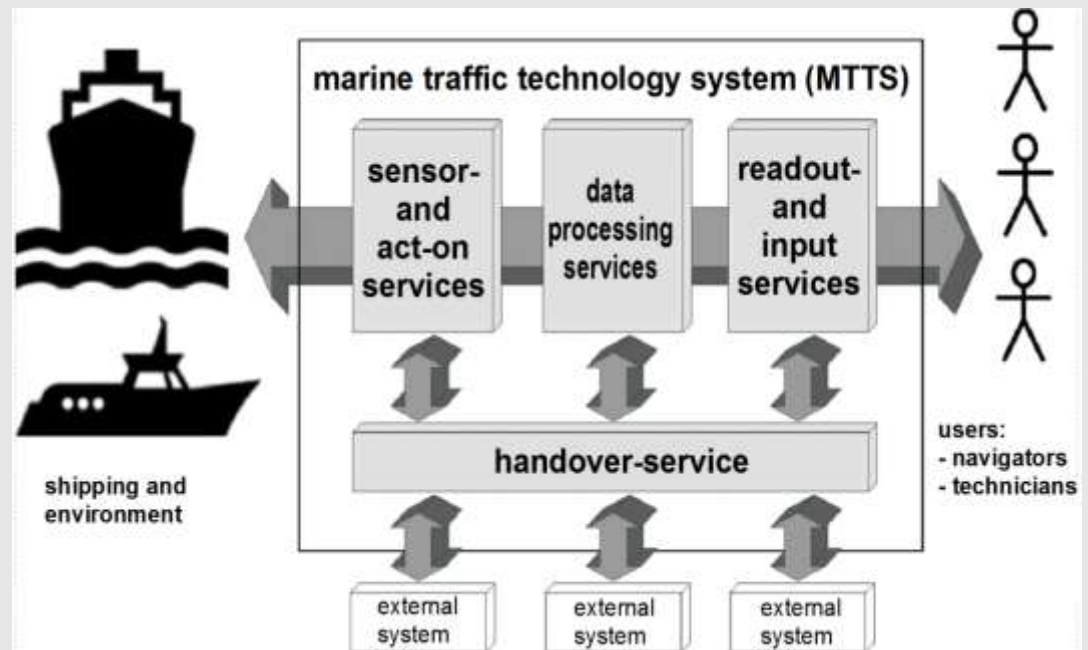 marine traffic technology system (MTTS)
sensor-
and
act-on
services
data
processing
services
readout-
and
input
services
handover-service
shipping and
environment
users:
- navigators
- technicians
external
system
external
system
external
system